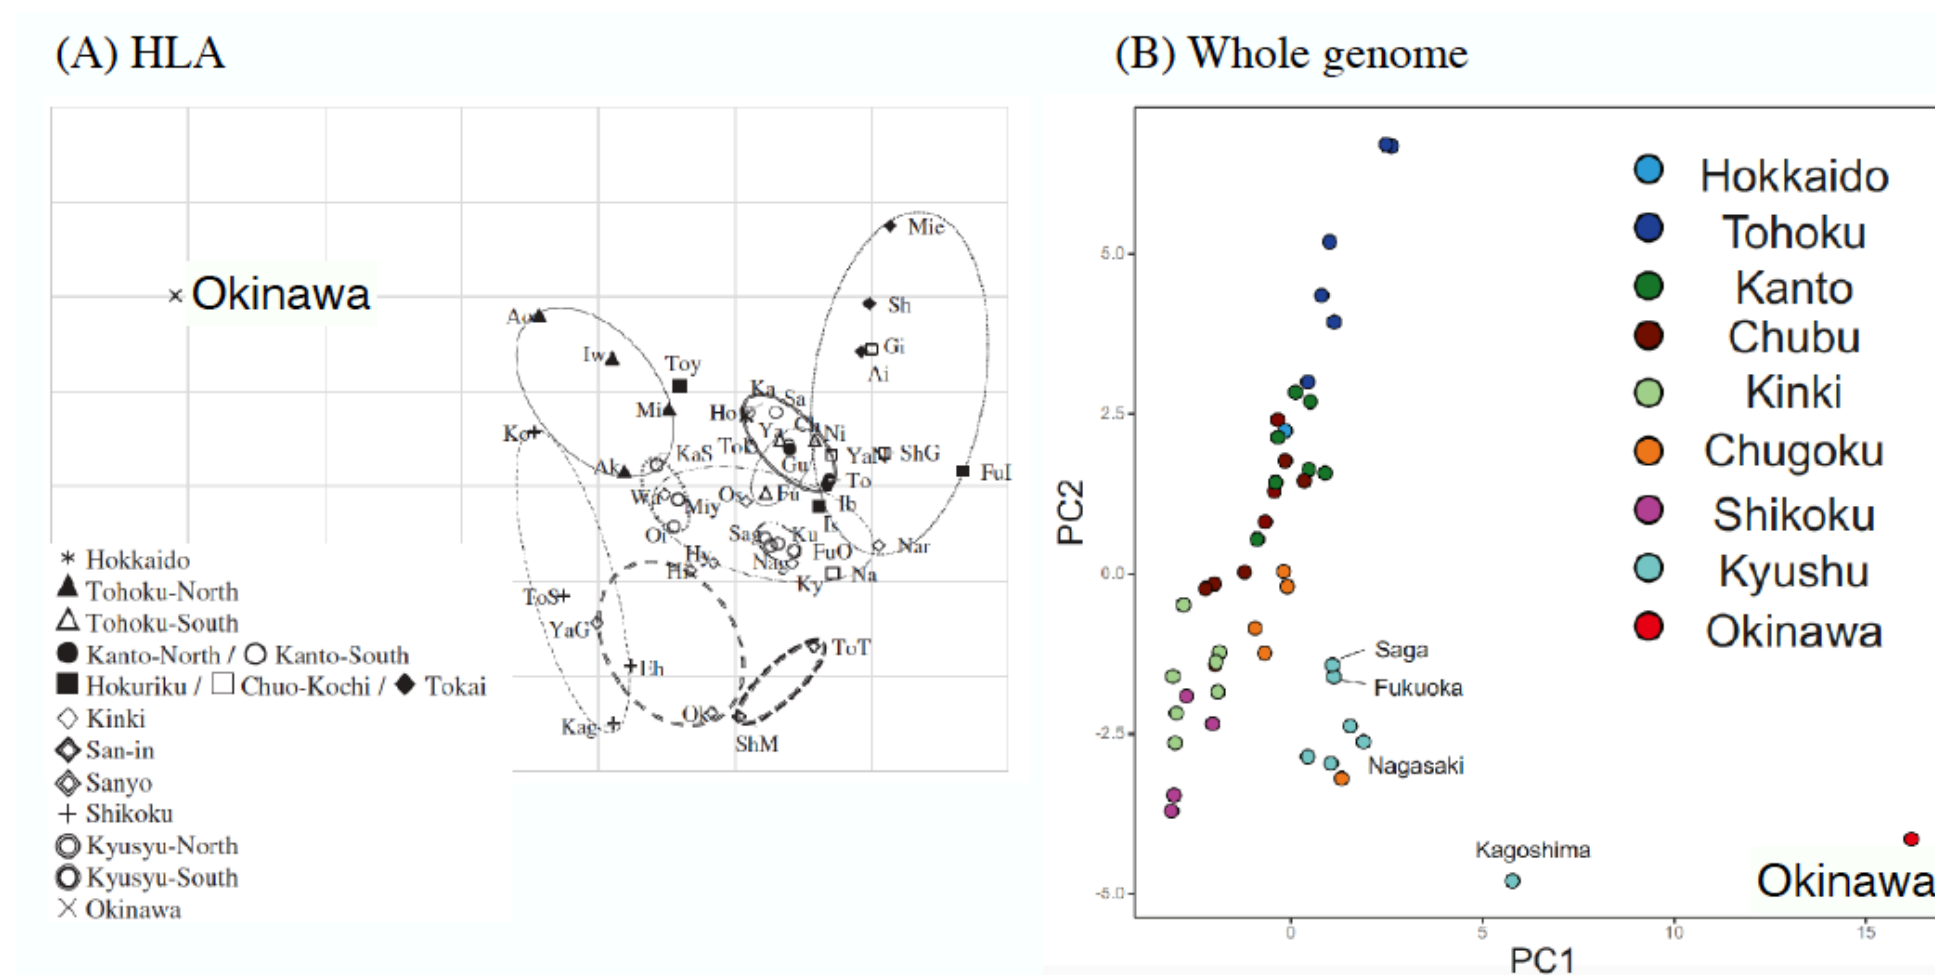 (A) HLA
Okinawa
Mie
Sh
Gi
Ai
Ao
Iw
Toy
Mi
Ka
Sa
Ho
Ya
Ni
Ko
KaS
Gu
ShG
Ak
To
Wa
Miy
Os
Fu
Ib
Is
Oi
Sag
Ku
FuO
Nar
Hy
Nag
Na
Ky
ToS
YaG
ToT
Eh
Kag
Ok
ShM
Hokkaido
Tohoku-North
Tohoku-South
Kanto-North / Kanto-South
Hokuriku / Chuo-Kochi / Tokai
Kinki
San-in
Sanyo
Shikoku
Kyusyu-North
Kyusyu-South
Okinawa
(B) Whole genome
PC2
5.0
2.5
0.0
-2.5
-5.0
Hokkaido
Tohoku
Kanto
Chubu
Kinki
Chugoku
Shikoku
Kyushu
Okinawa
Saga
Fukuoka
Nagasaki
Kagoshima
Okinawa
0 5 10 15
PC1